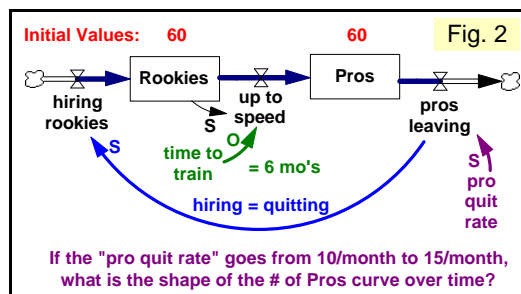 Initial Values: 60 60 Fig. 2
Rookies
Pros
hiring
rookies
S
up to
speed
pros
leaving
S
O
time to
train
= 6 mo's
S
pro
quit
rate
hiring = quitting
If the "pro quit rate" goes from 10/month to 15/month,
what is the shape of the # of Pros curve over time?